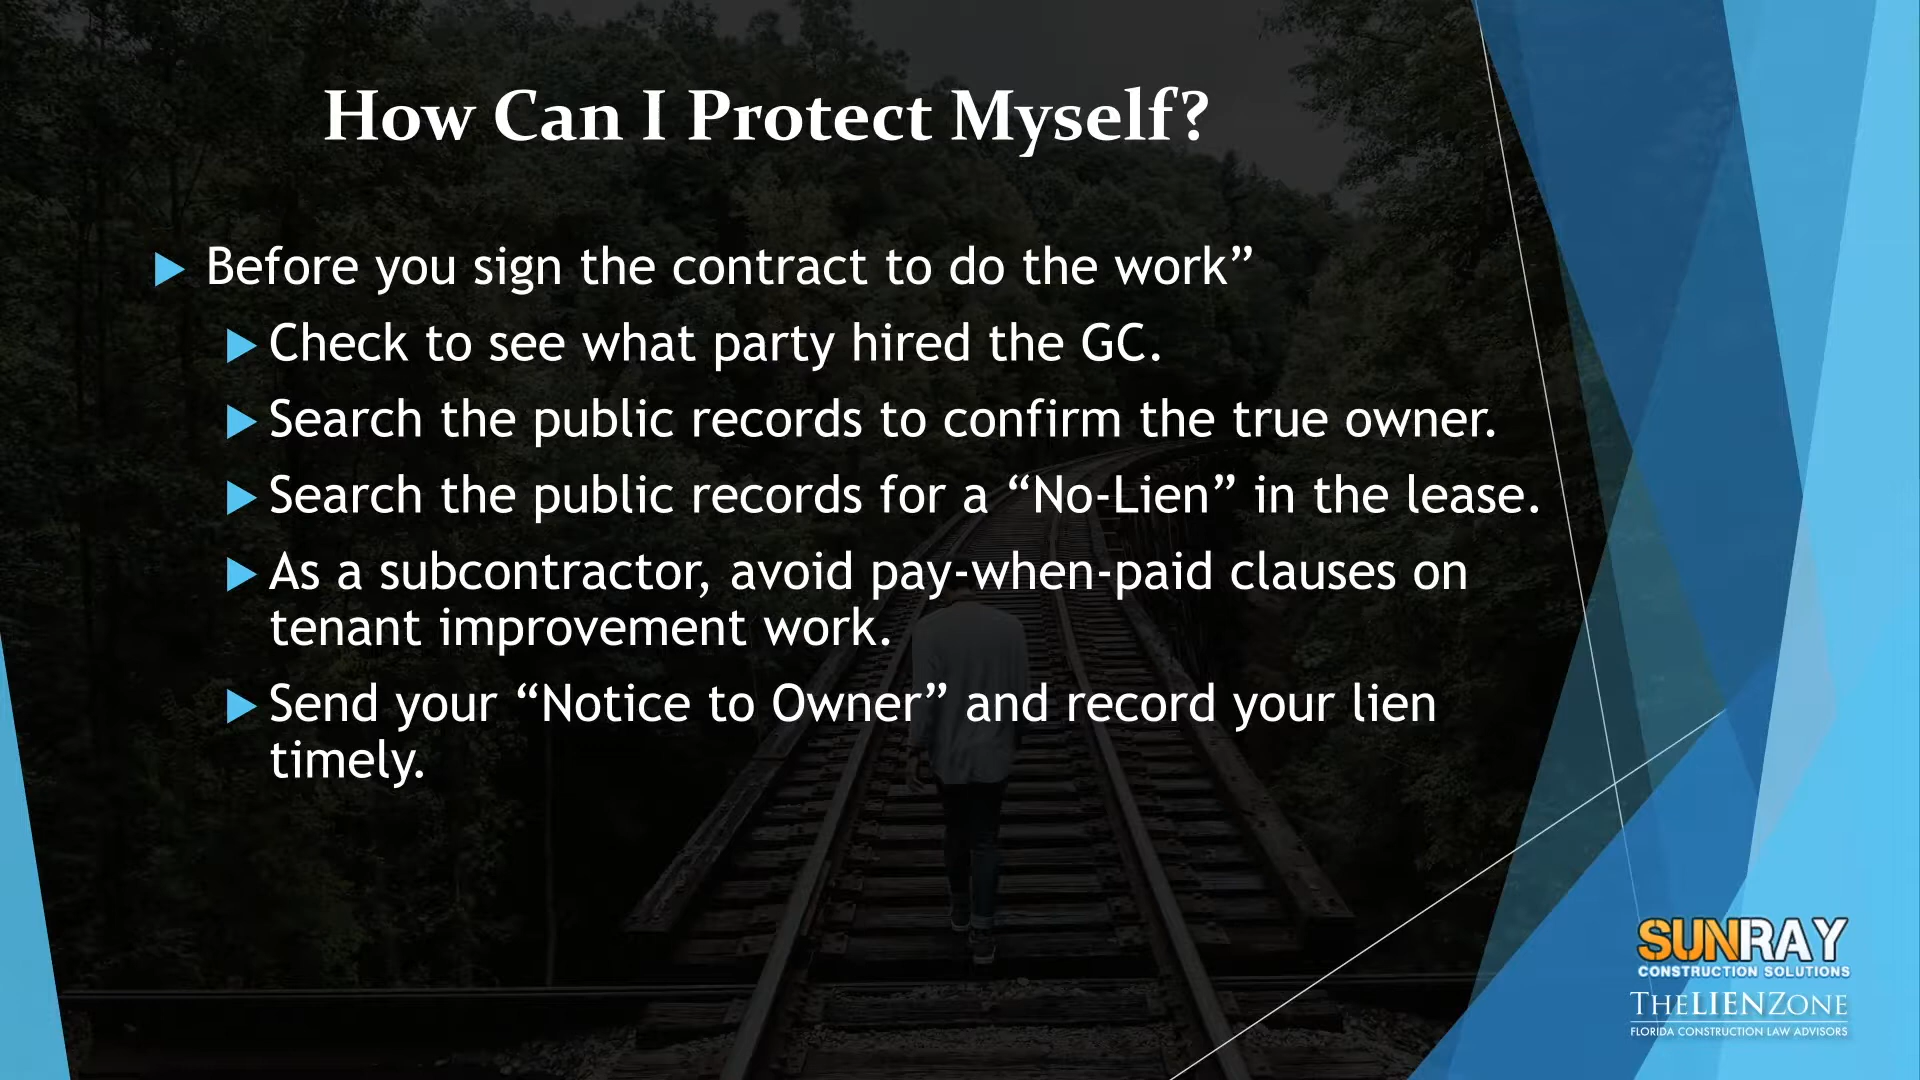 How Can I Protect Myself?
Before you sign the contract to do the work”
Check to see what party hired the GC.
Search the public records to confirm the true owner.
Search the public records for a “No-Lien” in the lease.
As a subcontractor, avoid pay-when-paid clauses on
tenant improvement work.
Send your “Notice to Owner” and record your lien
timely.
SUNRAY
CONSTRUCTION SOLUTIONS
THELIENZONE
FLORIDA CONSTRUCTION LAW ADVISORS